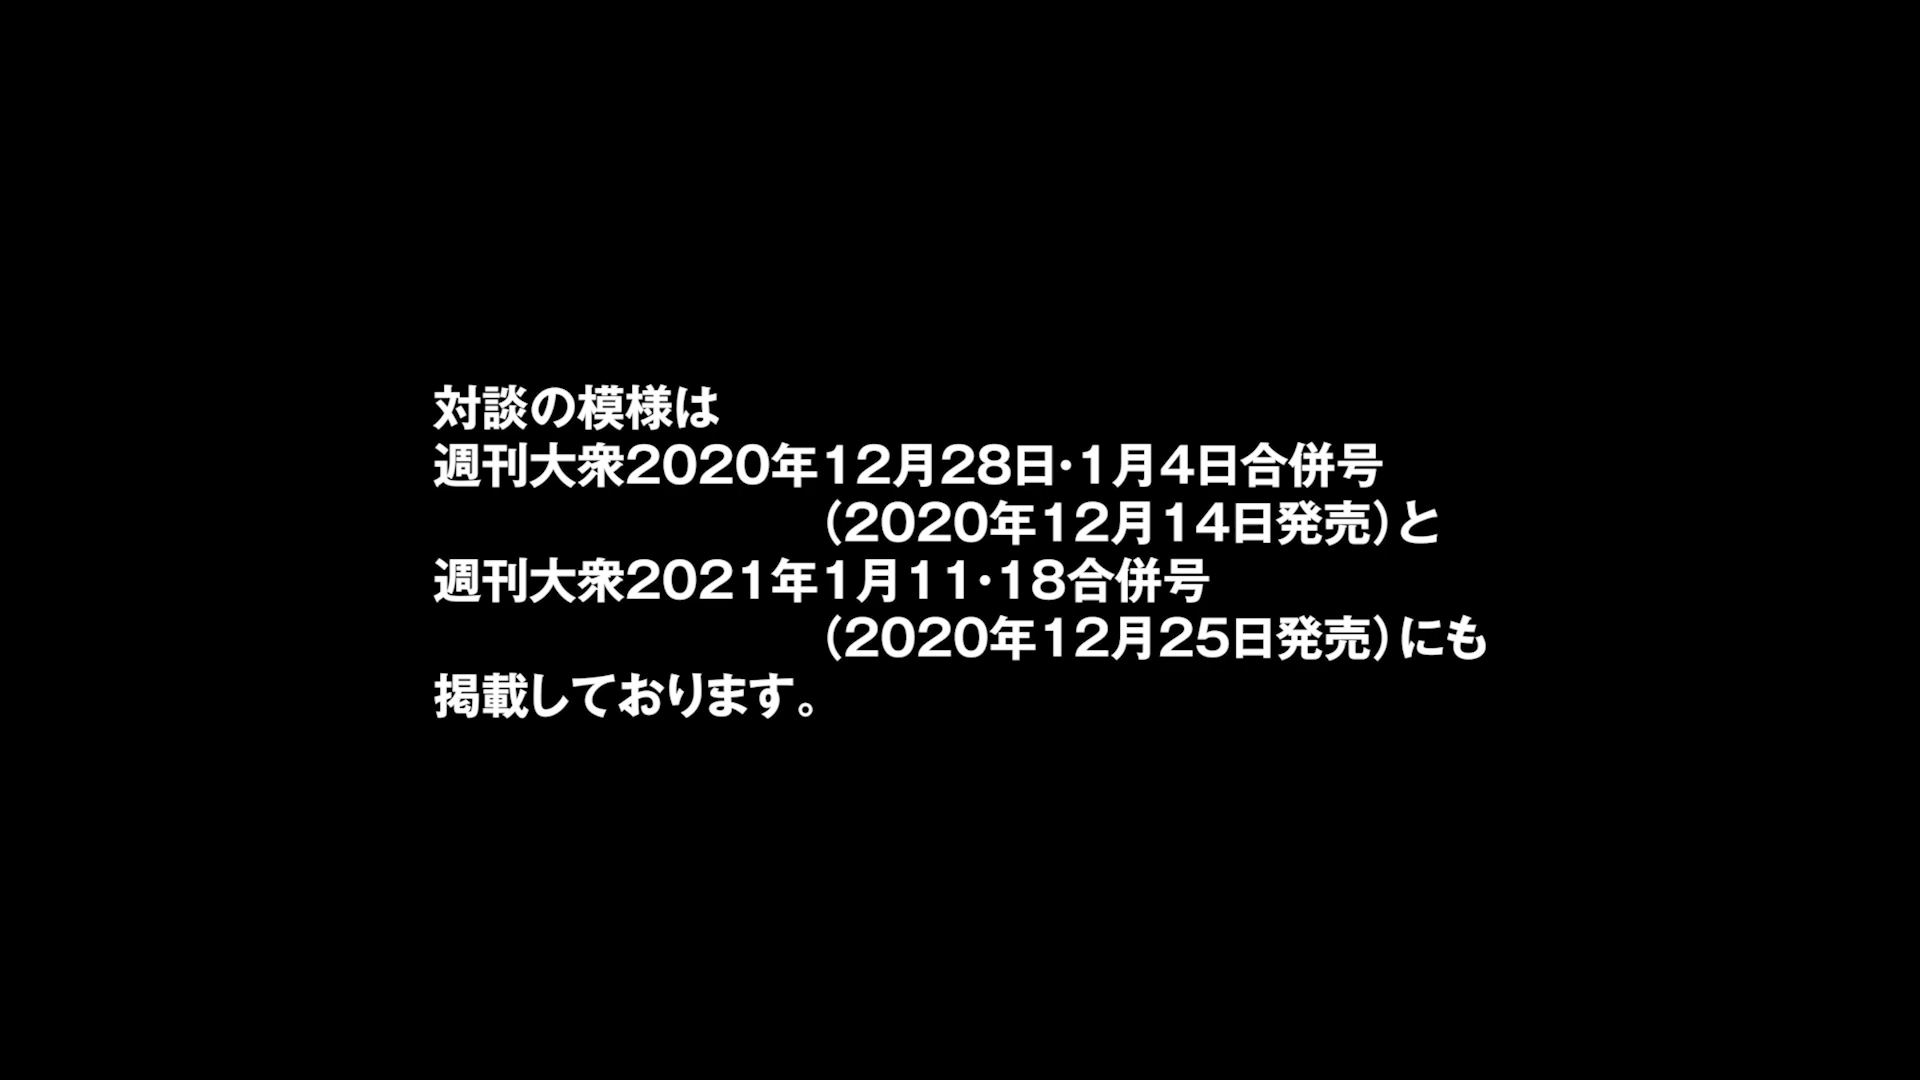 対談の模様は
週刊大衆2020年12月28日・1月4日合併号
（2020年12月14日発売）と
週刊大衆2021年1月11・18合併号
（2020年12月25日発売）にも
掲載しております。